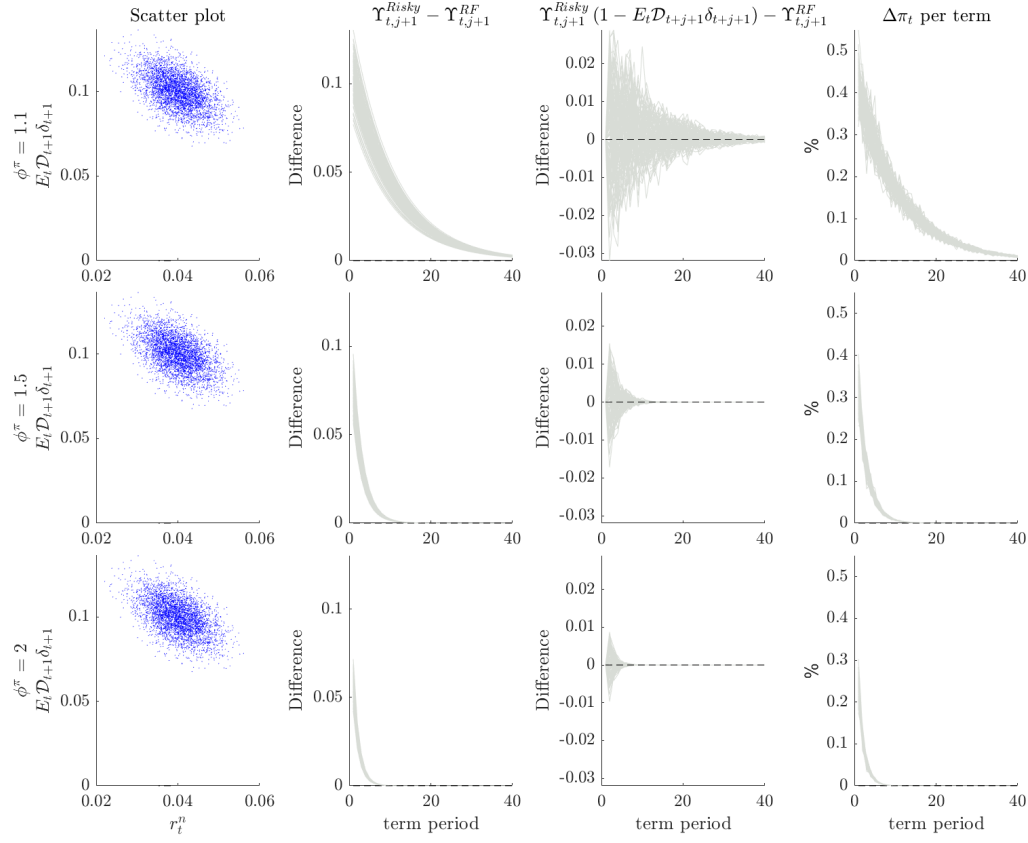 Scatter plot
Υ_{t,j+1}^{Risky} − Υ_{t,j+1}^{RF}
Υ_{t,j+1}^{Risky} (1 − E_t 𝒟_{t+j+1} δ_{t+j+1}) − Υ_{t,j+1}^{RF}
Δπ_t per term
ϕ^π = 1.1
E_t 𝒟_{t+1} δ_{t+1}
0.1
0.05
0
0.02 0.04 0.06
Difference
0.1
0.05
0
0 20 40
Difference
0.02
0.01
0
-0.01
-0.02
-0.03
0 20 40
%
0.5
0.4
0.3
0.2
0.1
0
0 20 40
ϕ^π = 1.5
E_t 𝒟_{t+1} δ_{t+1}
0.1
0.05
0
0.02 0.04 0.06
Difference
0.1
0.05
0
0 20 40
Difference
0.02
0.01
0
-0.01
-0.02
-0.03
0 20 40
%
0.5
0.4
0.3
0.2
0.1
0
0 20 40
ϕ^π = 2
E_t 𝒟_{t+1} δ_{t+1}
0.1
0.05
0
0.02 0.04 0.06
r_t^n
Difference
0.1
0.05
0
0 20 40
term period
Difference
0.02
0.01
0
-0.01
-0.02
-0.03
0 20 40
term period
%
0.5
0.4
0.3
0.2
0.1
0
0 20 40
term period